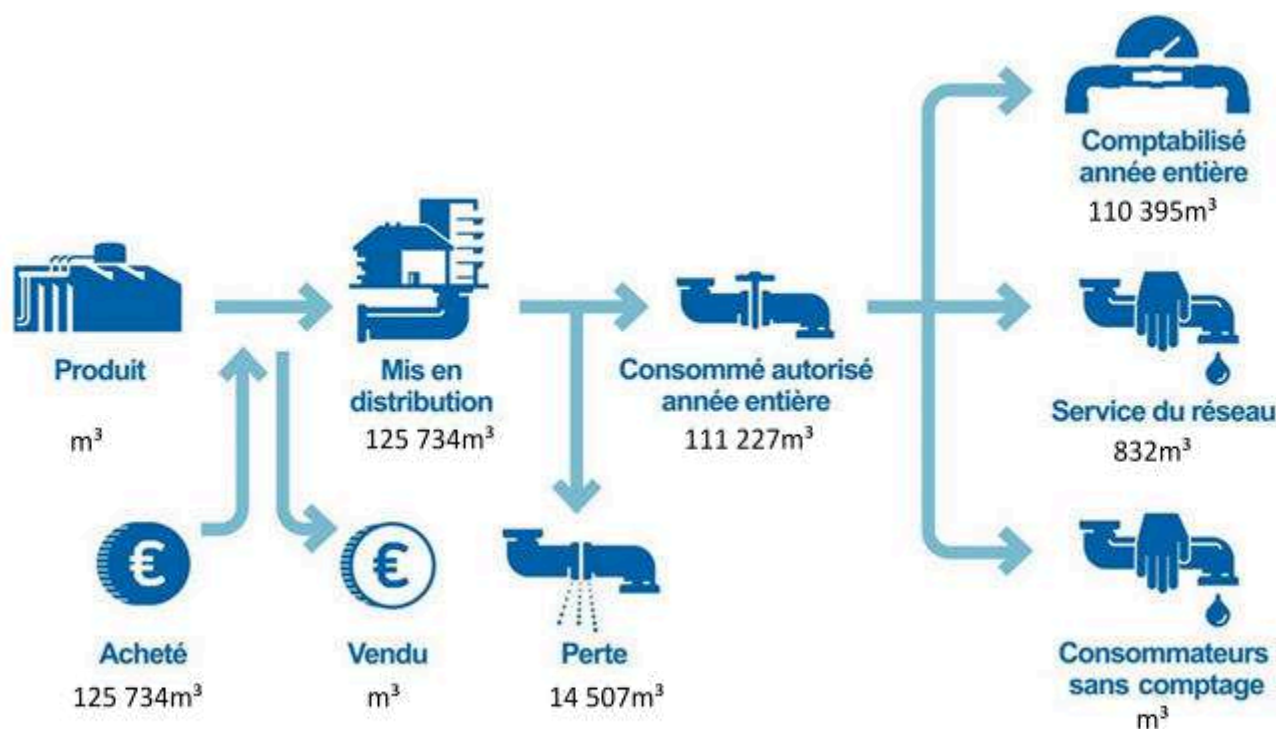 Comptabilisé
année entière
110 395m³
Produit
m³
Mis en
distribution
125 734m³
Consommé autorisé
année entière
111 227m³
Service du réseau
832m³
€
Acheté
125 734m³
€
Vendu
m³
Perte
14 507m³
Consommateurs
sans comptage
m³